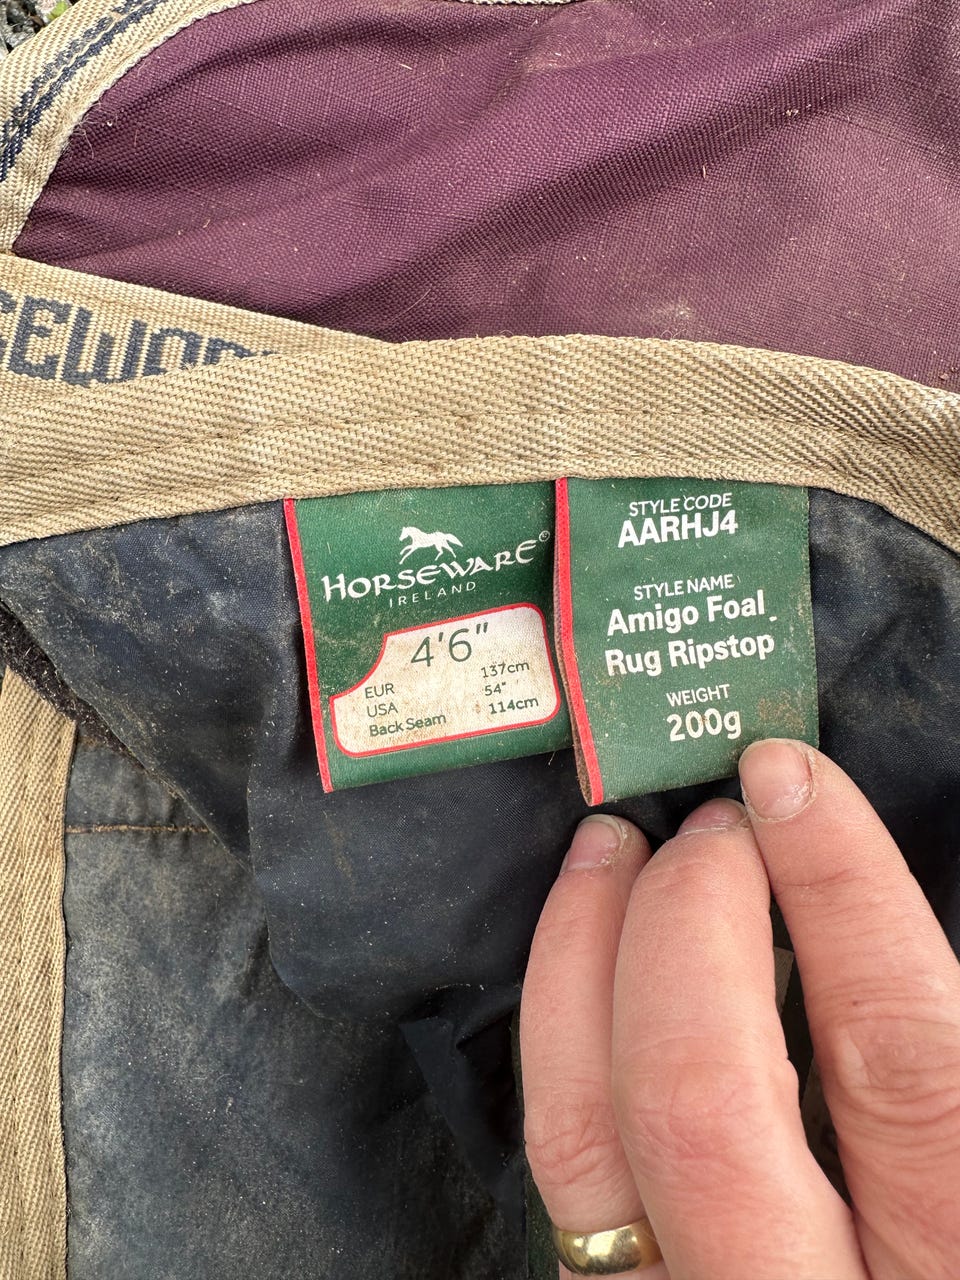 HORSEWARE®
IRELAND
4'6"
EUR 137cm
USA 54"
Back Seam 114cm
STYLE CODE
AARHJ4
STYLE NAME
Amigo Foal
Rug Ripstop
WEIGHT
200g